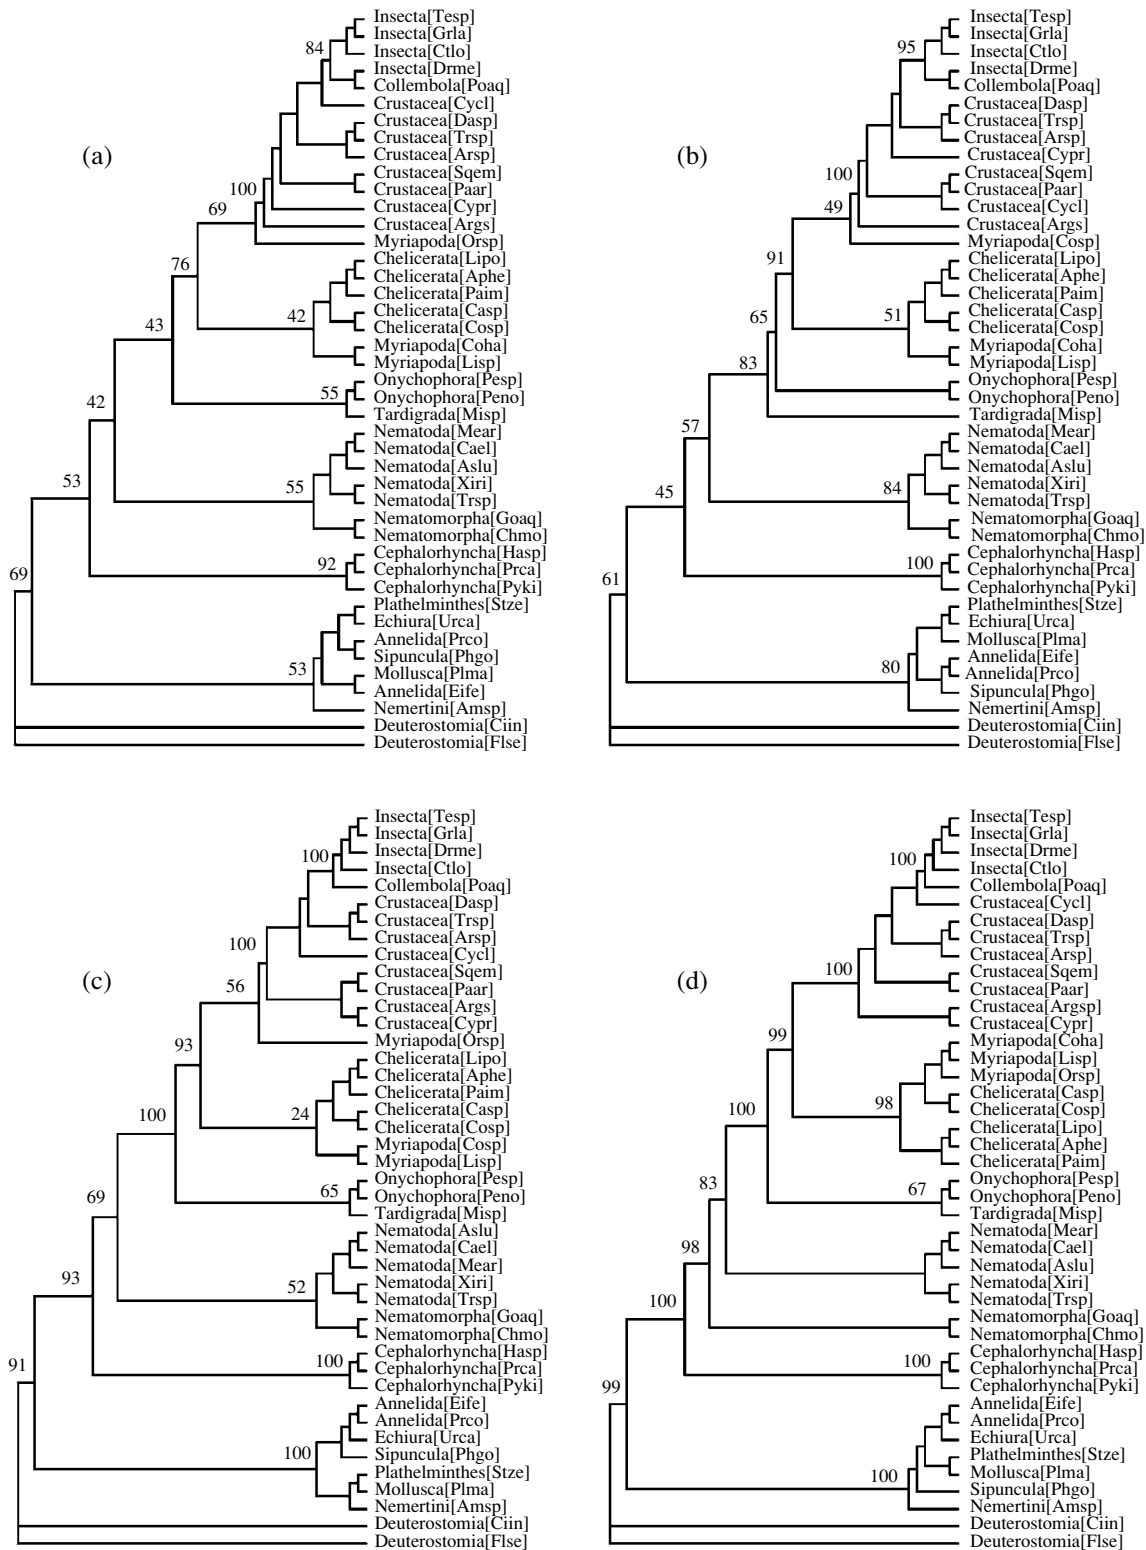 Insecta[Tesp]
Insecta[Grla]
84
Insecta[Ctlo]
Insecta[Drme]
Collembola[Poaq]
Crustacea[Cycl]
Crustacea[Dasp]
Crustacea[Trsp]
(a)
Crustacea[Arsp]
Crustacea[Sqem]
100
Crustacea[Paar]
69
Crustacea[Cypr]
Crustacea[Args]
Myriapoda[Orsp]
Chelicerata[Lipo]
76
Chelicerata[Aphe]
Chelicerata[Paim]
42
Chelicerata[Casp]
43
Chelicerata[Cosp]
Myriapoda[Coha]
Myriapoda[Lisp]
Onychophora[Pesp]
55
Onychophora[Peno]
42
Tardigrada[Misp]
Nematoda[Mear]
Nematoda[Cael]
Nematoda[Aslu]
53
55
Nematoda[Xiri]
Nematoda[Trsp]
Nematomorpha[Goaq]
Nematomorpha[Chmo]
Cephalorhyncha[Hasp]
92
Cephalorhyncha[Prca]
69
Cephalorhyncha[Pyki]
Plathelminthes[Stze]
Echiura[Urca]
Annelida[Prco]
Sipuncula[Phgo]
53
Mollusca[Plma]
Annelida[Eife]
Nemertini[Amsp]
Deuterostomia[Ciin]
Deuterostomia[Flse]
Insecta[Tesp]
Insecta[Grla]
95
Insecta[Ctlo]
Insecta[Drme]
Collembola[Poaq]
Crustacea[Dasp]
Crustacea[Trsp]
Crustacea[Arsp]
(b)
Crustacea[Cypr]
100
Crustacea[Sqem]
Crustacea[Paar]
49
Crustacea[Cycl]
Crustacea[Args]
Myriapoda[Cosp]
91
Chelicerata[Lipo]
Chelicerata[Aphe]
Chelicerata[Paim]
65
51
Chelicerata[Casp]
Chelicerata[Cosp]
Myriapoda[Coha]
83
Myriapoda[Lisp]
Onychophora[Pesp]
Onychophora[Peno]
Tardigrada[Misp]
57
Nematoda[Mear]
Nematoda[Cael]
Nematoda[Aslu]
45
84
Nematoda[Xiri]
Nematoda[Trsp]
Nematomorpha[Goaq]
Nematomorpha[Chmo]
Cephalorhyncha[Hasp]
100
Cephalorhyncha[Prca]
61
Cephalorhyncha[Pyki]
Plathelminthes[Stze]
Echiura[Urca]
Mollusca[Plma]
Annelida[Eife]
80
Annelida[Prco]
Sipuncula[Phgo]
Nemertini[Amsp]
Deuterostomia[Ciin]
Deuterostomia[Flse]
Insecta[Tesp]
Insecta[Grla]
100
Insecta[Drme]
Insecta[Ctlo]
Collembola[Poaq]
Crustacea[Dasp]
Crustacea[Trsp]
100
Crustacea[Arsp]
Crustacea[Cycl]
(c)
Crustacea[Sqem]
56
Crustacea[Paar]
Crustacea[Args]
Crustacea[Cypr]
93
Myriapoda[Orsp]
Chelicerata[Lipo]
Chelicerata[Aphe]
Chelicerata[Paim]
100
24
Chelicerata[Casp]
Chelicerata[Cosp]
Myriapoda[Cosp]
Myriapoda[Lisp]
Onychophora[Pesp]
69
65
Onychophora[Peno]
Tardigrada[Misp]
Nematoda[Aslu]
Nematoda[Cael]
93
52
Nematoda[Mear]
Nematoda[Xiri]
Nematoda[Trsp]
Nematomorpha[Goaq]
Nematomorpha[Chmo]
91
100
Cephalorhyncha[Hasp]
Cephalorhyncha[Prca]
Cephalorhyncha[Pyki]
Annelida[Eife]
Annelida[Prco]
Echiura[Urca]
100
Sipuncula[Phgo]
Plathelminthes[Stze]
Mollusca[Plma]
Nemertini[Amsp]
Deuterostomia[Ciin]
Deuterostomia[Flse]
Insecta[Tesp]
Insecta[Grla]
100
Insecta[Drme]
Insecta[Ctlo]
Collembola[Poaq]
Crustacea[Cycl]
Crustacea[Dasp]
Crustacea[Trsp]
Crustacea[Arsp]
(d)
100
Crustacea[Sqem]
Crustacea[Paar]
Crustacea[Argsp]
Crustacea[Cypr]
99
Myriapoda[Coha]
Myriapoda[Lisp]
Myriapoda[Orsp]
98
Chelicerata[Casp]
Chelicerata[Cosp]
100
Chelicerata[Lipo]
Chelicerata[Aphe]
Chelicerata[Paim]
83
67
Onychophora[Pesp]
Onychophora[Peno]
Tardigrada[Misp]
Nematoda[Mear]
98
Nematoda[Cael]
Nematoda[Aslu]
Nematoda[Xiri]
100
Nematoda[Trsp]
Nematomorpha[Goaq]
Nematomorpha[Chmo]
Cephalorhyncha[Hasp]
100
Cephalorhyncha[Prca]
99
Cephalorhyncha[Pyki]
Annelida[Eife]
Annelida[Prco]
Echiura[Urca]
Plathelminthes[Stze]
100
Mollusca[Plma]
Sipuncula[Phgo]
Nemertini[Amsp]
Deuterostomia[Ciin]
Deuterostomia[Flse]